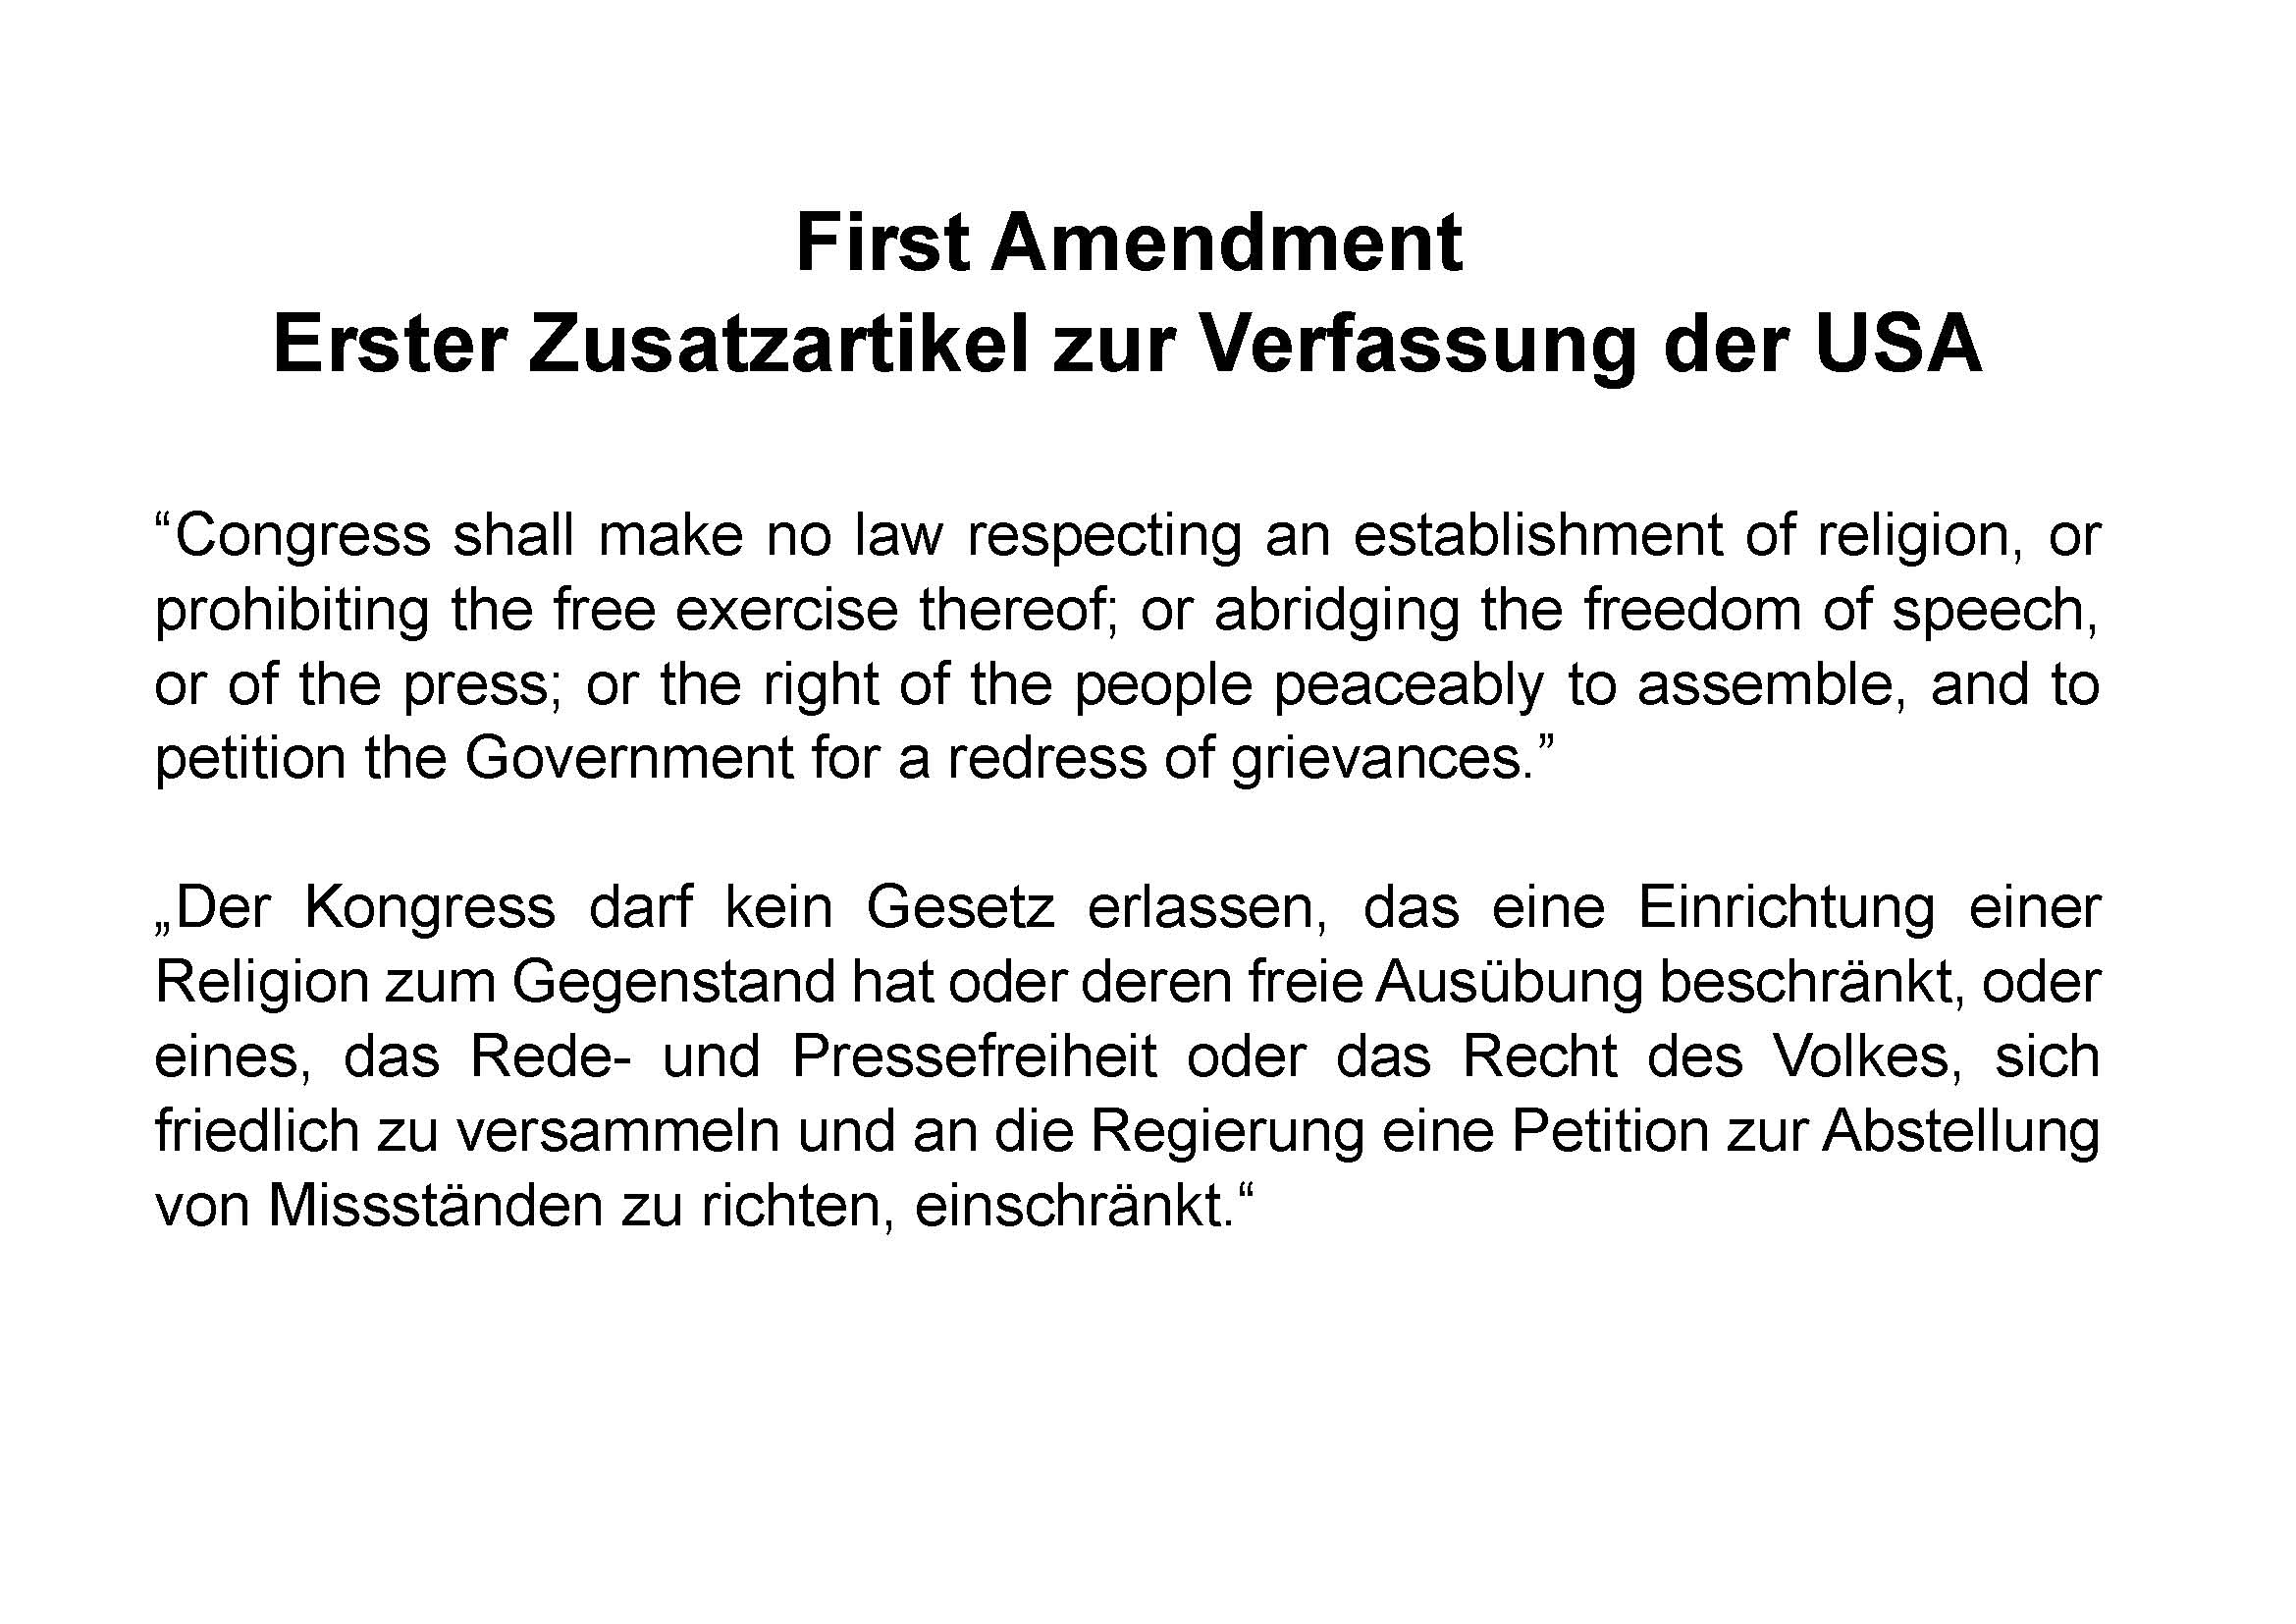 First Amendment
Erster Zusatzartikel zur Verfassung der USA
“Congress shall make no law respecting an establishment of religion, or
prohibiting the free exercise thereof; or abridging the freedom of speech,
or of the press; or the right of the people peaceably to assemble, and to
petition the Government for a redress of grievances.”
„Der Kongress darf kein Gesetz erlassen, das eine Einrichtung einer
Religion zum Gegenstand hat oder deren freie Ausübung beschränkt, oder
eines, das Rede- und Pressefreiheit oder das Recht des Volkes, sich
friedlich zu versammeln und an die Regierung eine Petition zur Abstellung
von Missständen zu richten, einschränkt.“